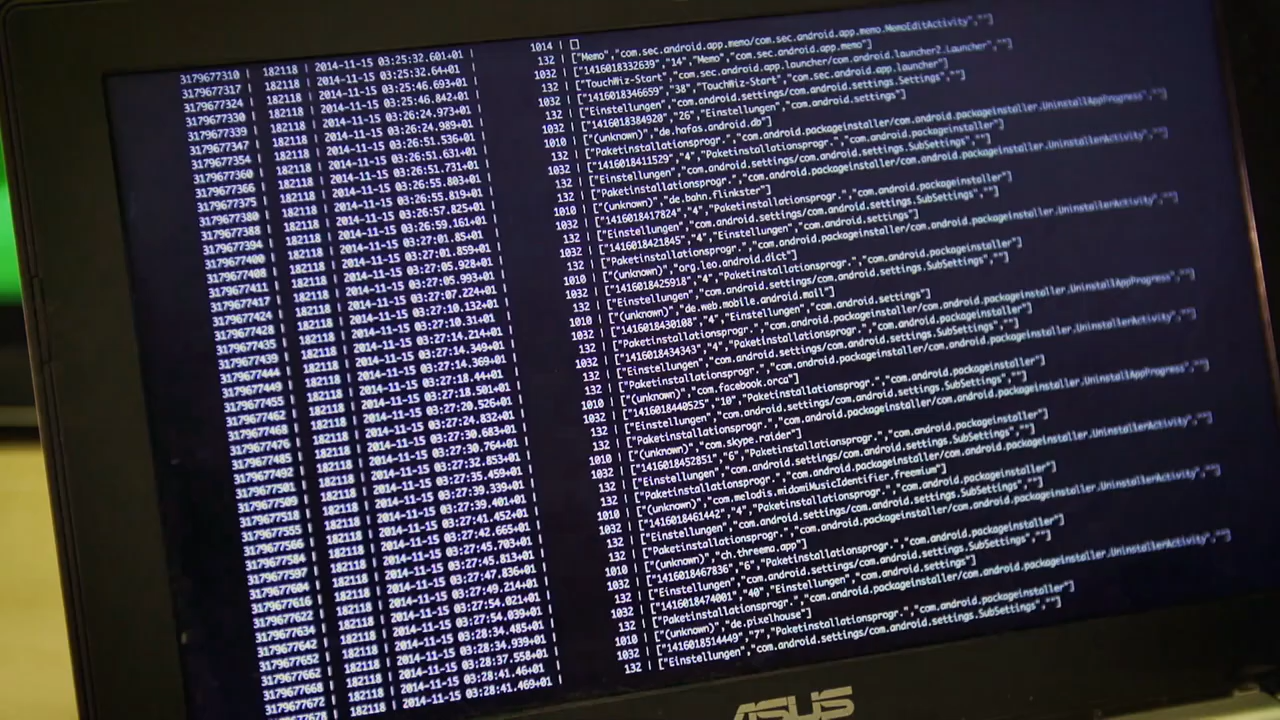 3179677310 | 182118 | 2014-11-15 03:25:32.601+01 | 1014 | []
3179677317 | 182118 | 2014-11-15 03:25:32.64+01 | 132 | ["Memo","com.sec.android.app.memo/com.sec.android.app.memo.MemoEditActivity",""]
3179677324 | 182118 | 2014-11-15 03:25:46.693+01 | 1032 | ["1416018332639","14","Memo","com.sec.android.app.memo"]
3179677330 | 182118 | 2014-11-15 03:25:46.842+01 | 132 | ["TouchWiz-Start","com.sec.android.app.launcher/com.android.launcher2.Launcher",""]
3179677339 | 182118 | 2014-11-15 03:26:24.973+01 | 1032 | ["1416018346659","38","TouchWiz-Start","com.sec.android.app.launcher"]
3179677347 | 182118 | 2014-11-15 03:26:24.989+01 | 132 | ["Einstellungen","com.android.settings/com.android.settings.Settings",""]
3179677354 | 182118 | 2014-11-15 03:26:51.536+01 | 1032 | ["1416018384920","26","Einstellungen","com.android.settings"]
3179677360 | 182118 | 2014-11-15 03:26:51.631+01 | 1010 | ["(unknown)","de.hafas.android.db"]
3179677366 | 182118 | 2014-11-15 03:26:51.731+01 | 132 | ["Paketinstallationsprogr.","com.android.packageinstaller/com.android.packageinstaller.UninstallAppProgress",""]
3179677375 | 182118 | 2014-11-15 03:26:55.803+01 | 1032 | ["1416018411529","4","Paketinstallationsprogr.","com.android.packageinstaller"]
3179677380 | 182118 | 2014-11-15 03:26:55.819+01 | 132 | ["Einstellungen","com.android.settings/com.android.settings.SubSettings",""]
3179677388 | 182118 | 2014-11-15 03:26:57.825+01 | 132 | ["Paketinstallationsprogr.","com.android.packageinstaller/com.android.packageinstaller.UninstallerActivity",""]
3179677394 | 182118 | 2014-11-15 03:26:59.161+01 | 1010 | ["(unknown)","de.bahn.flinkster"]
3179677400 | 182118 | 2014-11-15 03:27:01.85+01 | 1032 | ["1416018417824","4","Paketinstallationsprogr.","com.android.packageinstaller"]
3179677408 | 182118 | 2014-11-15 03:27:01.859+01 | 132 | ["Einstellungen","com.android.settings/com.android.settings.SubSettings",""]
3179677411 | 182118 | 2014-11-15 03:27:05.928+01 | 1032 | ["1416018421845","4","Einstellungen","com.android.settings"]
3179677417 | 182118 | 2014-11-15 03:27:05.993+01 | 132 | ["Paketinstallationsprogr.","com.android.packageinstaller/com.android.packageinstaller.UninstallerActivity",""]
3179677424 | 182118 | 2014-11-15 03:27:07.224+01 | 1010 | ["(unknown)","org.leo.android.dict"]
3179677428 | 182118 | 2014-11-15 03:27:10.132+01 | 1032 | ["1416018425918","4","Paketinstallationsprogr.","com.android.packageinstaller"]
3179677435 | 182118 | 2014-11-15 03:27:10.31+01 | 132 | ["Einstellungen","com.android.settings/com.android.settings.SubSettings",""]
3179677439 | 182118 | 2014-11-15 03:27:14.214+01 | 1010 | ["(unknown)","de.web.mobile.android.mail"]
3179677444 | 182118 | 2014-11-15 03:27:14.349+01 | 1032 | ["1416018430108","4","Einstellungen","com.android.settings"]
3179677449 | 182118 | 2014-11-15 03:27:14.369+01 | 132 | ["Paketinstallationsprogr.","com.android.packageinstaller/com.android.packageinstaller.UninstallAppProgress",""]
3179677455 | 182118 | 2014-11-15 03:27:18.44+01 | 1032 | ["1416018434343","4","Paketinstallationsprogr.","com.android.packageinstaller"]
3179677462 | 182118 | 2014-11-15 03:27:18.501+01 | 132 | ["Einstellungen","com.android.settings/com.android.settings.SubSettings",""]
3179677468 | 182118 | 2014-11-15 03:27:20.526+01 | 132 | ["Paketinstallationsprogr.","com.android.packageinstaller/com.android.packageinstaller.UninstallerActivity",""]
3179677476 | 182118 | 2014-11-15 03:27:24.832+01 | 1010 | ["(unknown)","com.facebook.orca"]
3179677485 | 182118 | 2014-11-15 03:27:30.683+01 | 1032 | ["1416018440525","10","Paketinstallationsprogr.","com.android.packageinstaller"]
3179677492 | 182118 | 2014-11-15 03:27:30.764+01 | 132 | ["Einstellungen","com.android.settings/com.android.settings.SubSettings",""]
3179677501 | 182118 | 2014-11-15 03:27:32.853+01 | 132 | ["Paketinstallationsprogr.","com.android.packageinstaller/com.android.packageinstaller.UninstallAppProgress",""]
3179677509 | 182118 | 2014-11-15 03:27:35.459+01 | 1010 | ["(unknown)","com.skype.raider"]
3179677518 | 182118 | 2014-11-15 03:27:39.339+01 | 1032 | ["1416018452851","6","Paketinstallationsprogr.","com.android.packageinstaller"]
3179677555 | 182118 | 2014-11-15 03:27:39.401+01 | 132 | ["Einstellungen","com.android.settings/com.android.settings.SubSettings",""]
3179677566 | 182118 | 2014-11-15 03:27:41.452+01 | 132 | ["Paketinstallationsprogr.","com.android.packageinstaller/com.android.packageinstaller.UninstallerActivity",""]
3179677584 | 182118 | 2014-11-15 03:27:42.665+01 | 1010 | ["(unknown)","com.melodis.midomiMusicIdentifier.freemium"]
3179677597 | 182118 | 2014-11-15 03:27:45.703+01 | 1032 | ["1416018461442","4","Paketinstallationsprogr.","com.android.packageinstaller"]
3179677604 | 182118 | 2014-11-15 03:27:45.813+01 | 132 | ["Einstellungen","com.android.settings/com.android.settings.SubSettings",""]
3179677616 | 182118 | 2014-11-15 03:27:47.836+01 | 132 | ["Paketinstallationsprogr.","com.android.packageinstaller/com.android.packageinstaller.UninstallerActivity",""]
3179677622 | 182118 | 2014-11-15 03:27:49.214+01 | 1010 | ["(unknown)","ch.threema.app"]
3179677634 | 182118 | 2014-11-15 03:27:54.021+01 | 1032 | ["1416018467836","6","Paketinstallationsprogr.","com.android.packageinstaller"]
3179677642 | 182118 | 2014-11-15 03:27:54.039+01 | 132 | ["Einstellungen","com.android.settings/com.android.settings.SubSettings",""]
3179677652 | 182118 | 2014-11-15 03:28:34.485+01 | 1032 | ["1416018474001","40","Einstellungen","com.android.settings"]
3179677662 | 182118 | 2014-11-15 03:28:34.939+01 | 132 | ["Paketinstallationsprogr.","com.android.packageinstaller/com.android.packageinstaller.UninstallerActivity",""]
3179677668 | 182118 | 2014-11-15 03:28:37.558+01 | 1010 | ["(unknown)","de.pixelhouse"]
3179677672 | 182118 | 2014-11-15 03:28:41.46+01 | 1032 | ["1416018514449","7","Paketinstallationsprogr.","com.android.packageinstaller"]
3179677678 | 182118 | 2014-11-15 03:28:41.469+01 | 132 | ["Einstellungen","com.android.settings/com.android.settings.SubSettings",""]
ASUS